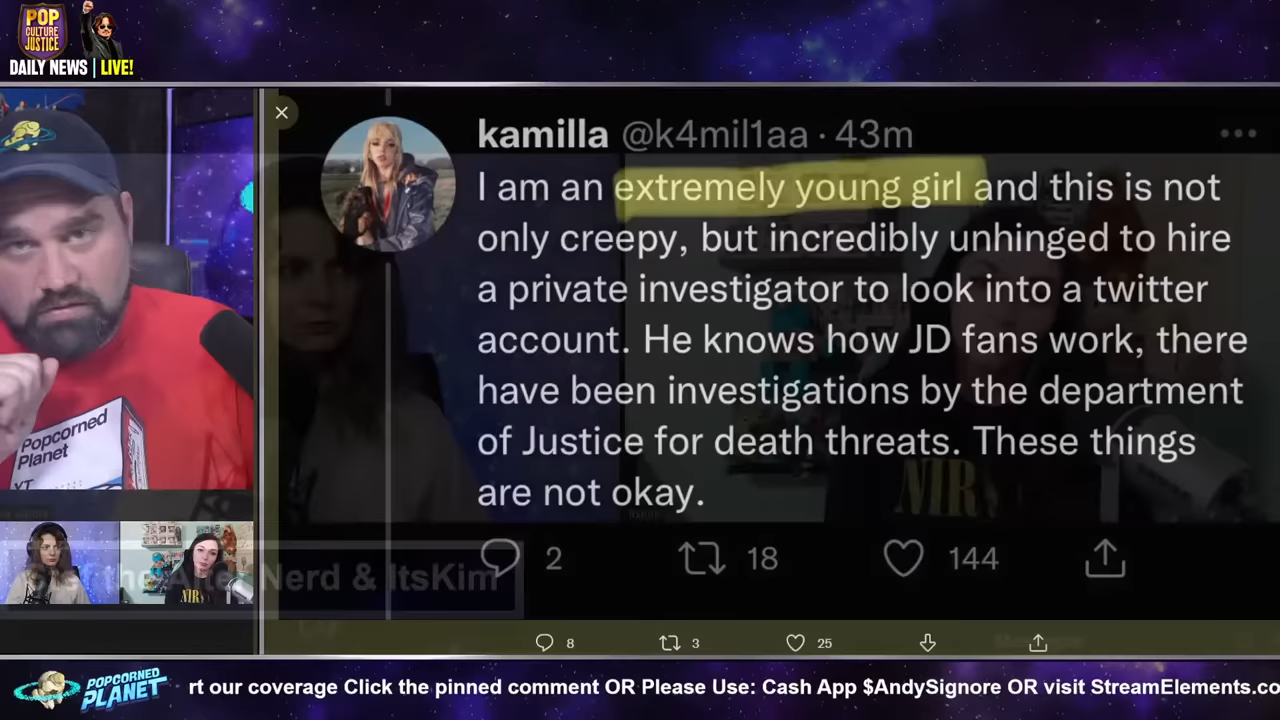 POP
CULTURE
JUSTICE
DAILY NEWS | LIVE!
kamilla @k4mil1aa · 43m
I am an extremely young girl and this is not
only creepy, but incredibly unhinged to hire
a private investigator to look into a twitter
account. He knows how JD fans work, there
have been investigations by the department
of Justice for death threats. These things
are not okay.
2 18 144
Popcorned
Planet
Nerd & ItsKim
8 3 25
POPCORNED
PLANET
rt our coverage Click the pinned comment OR Please Use: Cash App $AndySignore OR visit StreamElements.co